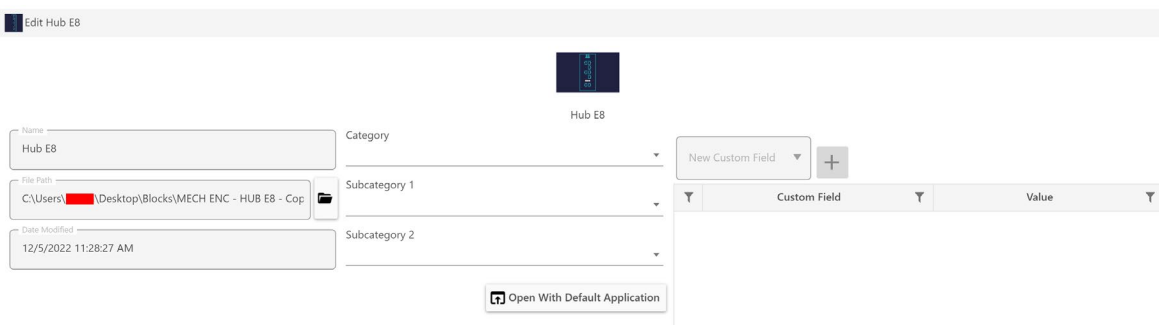 Edit Hub E8
Hub E8
Name
Hub E8
File Path
C:\Users\ \Desktop\Blocks\MECH ENC - HUB E8 - Cop
Date Modified
12/5/2022 11:28:27 AM
Category
Subcategory 1
Subcategory 2
Open With Default Application
New Custom Field
Custom Field
Value